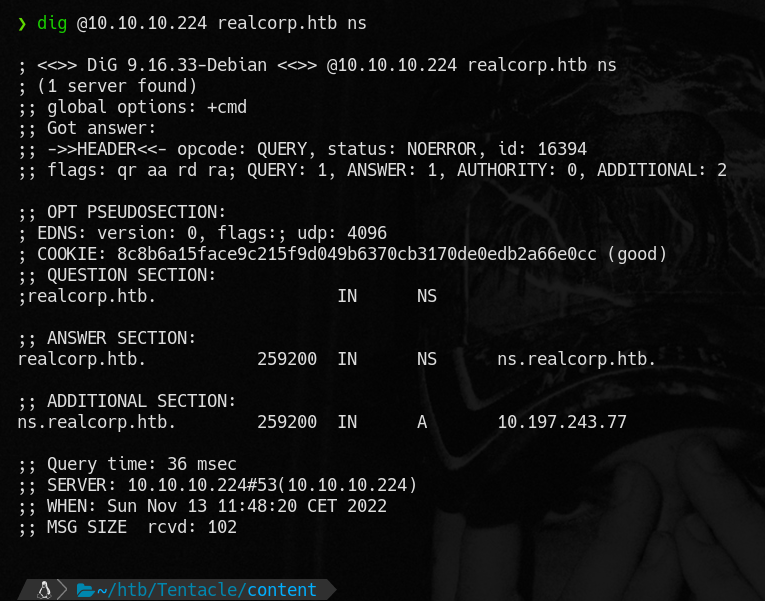 ❯ dig @10.10.10.224 realcorp.htb ns
; <<>> DiG 9.16.33-Debian <<>> @10.10.10.224 realcorp.htb ns
; (1 server found)
;; global options: +cmd
;; Got answer:
;; ->>HEADER<<- opcode: QUERY, status: NOERROR, id: 16394
;; flags: qr aa rd ra; QUERY: 1, ANSWER: 1, AUTHORITY: 0, ADDITIONAL: 2
;; OPT PSEUDOSECTION:
; EDNS: version: 0, flags:; udp: 4096
; COOKIE: 8c8b6a15face9c215f9d049b6370cb3170de0edb2a66e0cc (good)
;; QUESTION SECTION:
;realcorp.htb. IN NS
;; ANSWER SECTION:
realcorp.htb. 259200 IN NS ns.realcorp.htb.
;; ADDITIONAL SECTION:
ns.realcorp.htb. 259200 IN A 10.197.243.77
;; Query time: 36 msec
;; SERVER: 10.10.10.224#53(10.10.10.224)
;; WHEN: Sun Nov 13 11:48:20 CET 2022
;; MSG SIZE rcvd: 102
~/htb/Tentacle/content